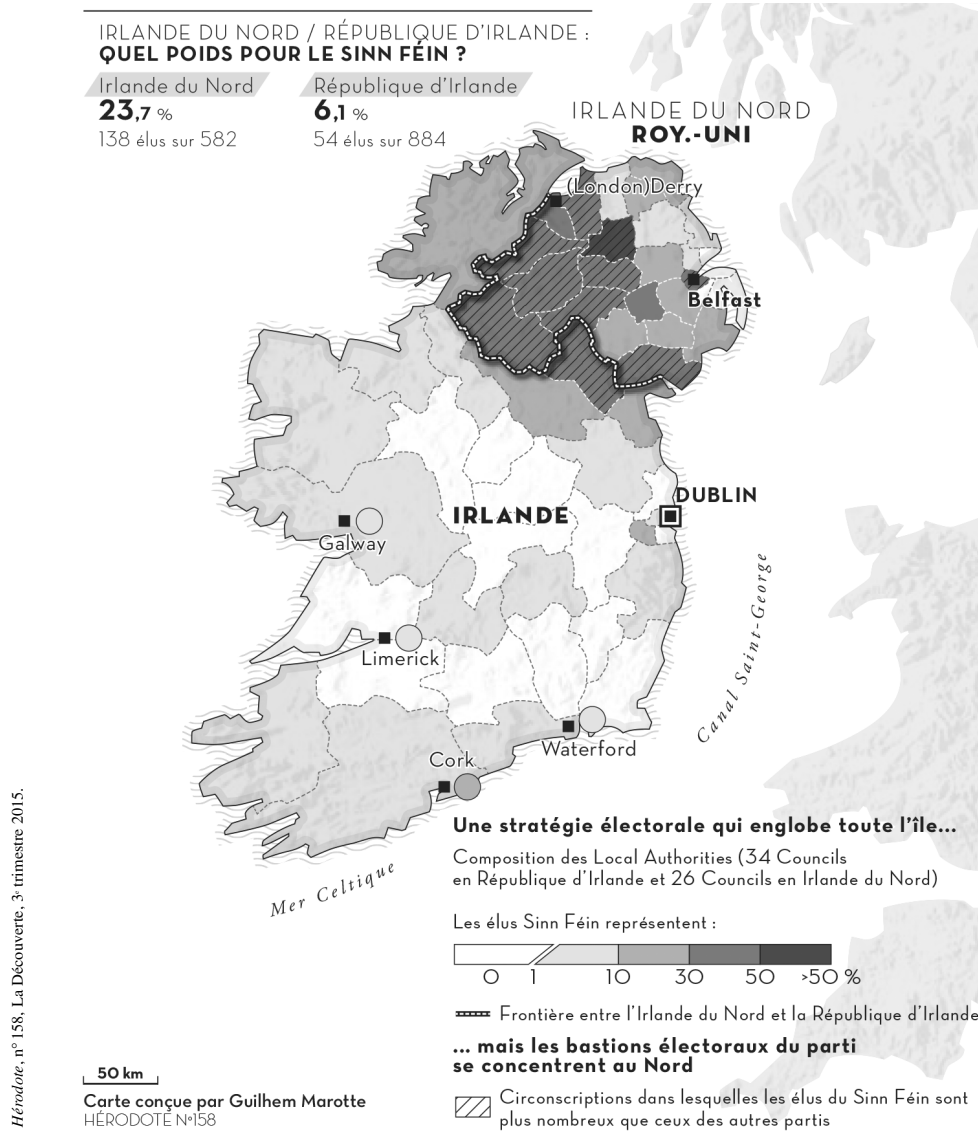 IRLANDE DU NORD / RÉPUBLIQUE D'IRLANDE :
QUEL POIDS POUR LE SINN FÉIN ?
Irlande du Nord
23,7 %
138 élus sur 582
République d'Irlande
6,1 %
54 élus sur 884
IRLANDE DU NORD
ROY.-UNI
(London)Derry
Belfast
DUBLIN
IRLANDE
Galway
Limerick
Waterford
Cork
Canal Saint-George
Mer Celtique
Une stratégie électorale qui englobe toute l'île...
Composition des Local Authorities (34 Councils
en République d'Irlande et 26 Councils en Irlande du Nord)
Les élus Sinn Féin représentent :
0 1 10 30 50 >50 %
Frontière entre l'Irlande du Nord et la République d'Irlande
... mais les bastions électoraux du parti
se concentrent au Nord
Circonscriptions dans lesquelles les élus du Sinn Féin sont
plus nombreux que ceux des autres partis
50 km
Carte conçue par Guilhem Marotte
HÉRODOTE N°158
Hérodote, n° 158, La Découverte, 3e trimestre 2015.